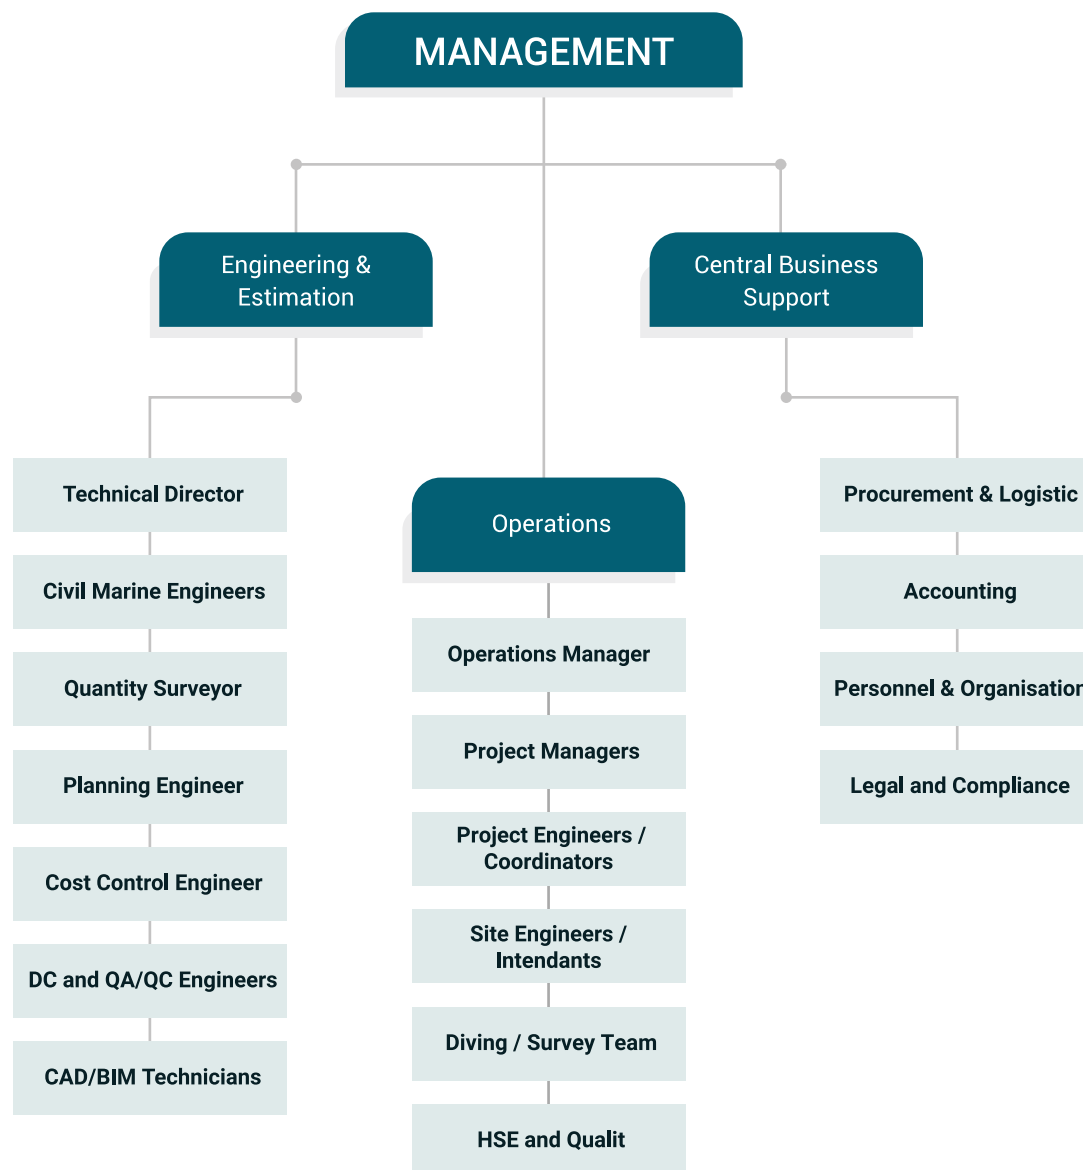 MANAGEMENT
Engineering &
Estimation
Central Business
Support
Technical Director
Civil Marine Engineers
Quantity Surveyor
Planning Engineer
Cost Control Engineer
DC and QA/QC Engineers
CAD/BIM Technicians
Operations
Operations Manager
Project Managers
Project Engineers /
Coordinators
Site Engineers /
Intendants
Diving / Survey Team
HSE and Qualit
Procurement & Logistic
Accounting
Personnel & Organisation
Legal and Compliance